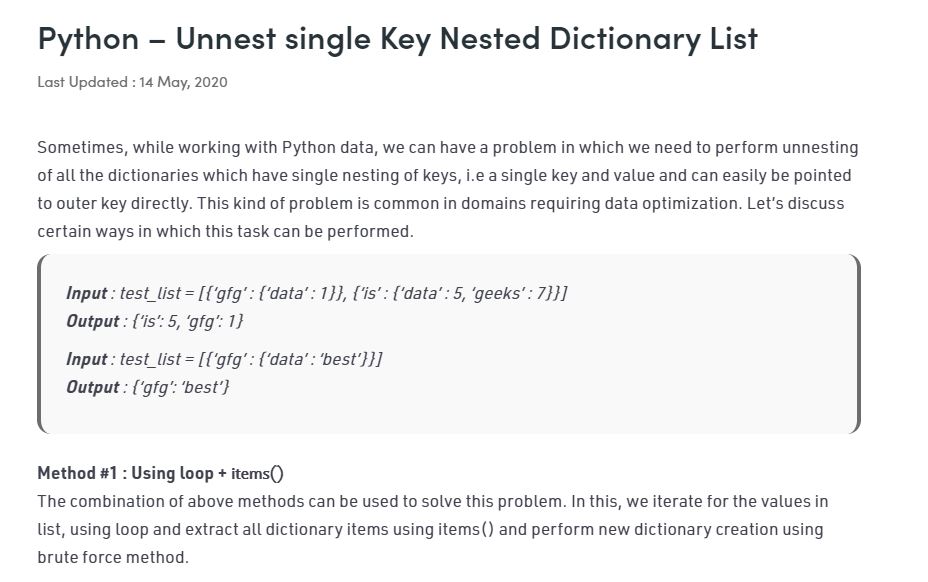 Python – Unnest single Key Nested Dictionary List
Last Updated : 14 May, 2020
Sometimes, while working with Python data, we can have a problem in which we need to perform unnesting
of all the dictionaries which have single nesting of keys, i.e a single key and value and can easily be pointed
to outer key directly. This kind of problem is common in domains requiring data optimization. Let’s discuss
certain ways in which this task can be performed.
Input : test_list = [{‘gfg’ : {‘data’ : 1}}, {‘is’ : {‘data’ : 5, ‘geeks’ : 7}}]
Output : {‘is’: 5, ‘gfg’: 1}
Input : test_list = [{‘gfg’ : {‘data’ : ‘best’}}]
Output : {‘gfg’: ‘best’}
Method #1 : Using loop + items()
The combination of above methods can be used to solve this problem. In this, we iterate for the values in
list, using loop and extract all dictionary items using items() and perform new dictionary creation using
brute force method.